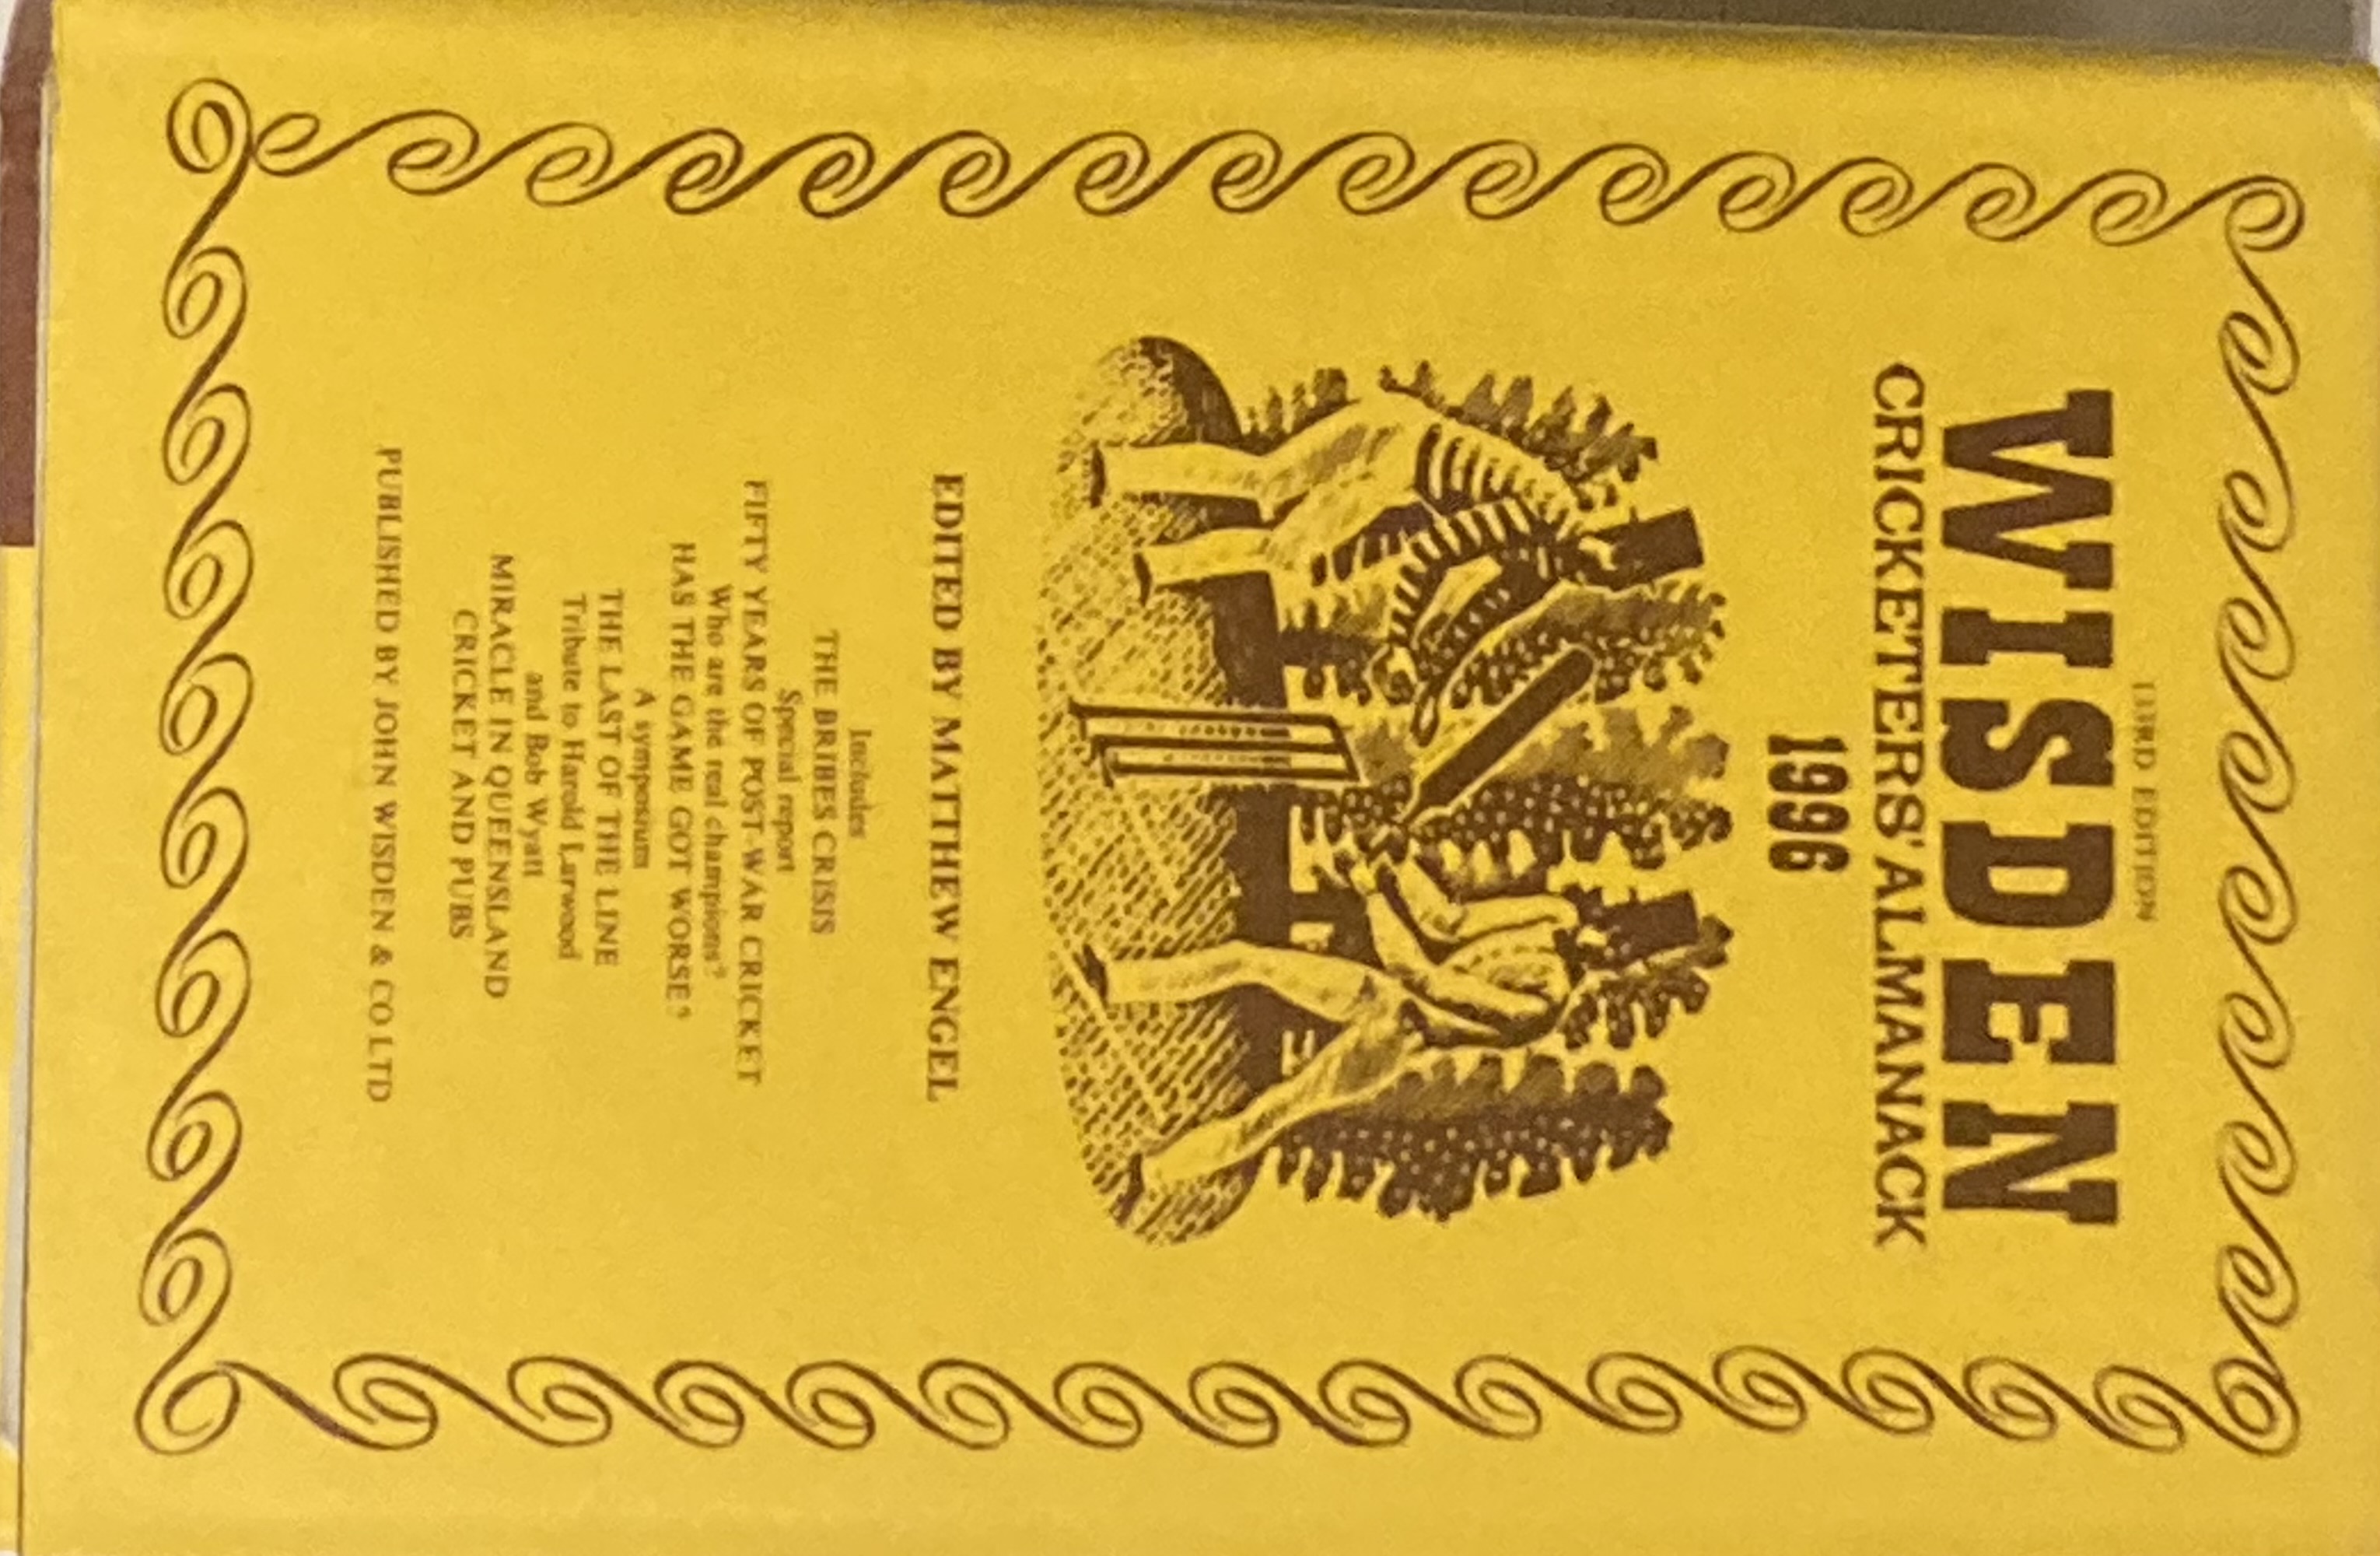 133RD EDITION
WISDEN
CRICKETERS' ALMANACK
1996
EDITED BY MATTHEW ENGEL
Includes
THE BRIBES CRISIS
Special report
FIFTY YEARS OF POST-WAR CRICKET
Who are the real champions?
HAS THE GAME GOT WORSE?
A symposium
THE LAST OF THE LINE
Tribute to Harold Larwood
and Bob Wyatt
MIRACLE IN QUEENSLAND
CRICKET AND PUBS
PUBLISHED BY JOHN WISDEN & CO LTD